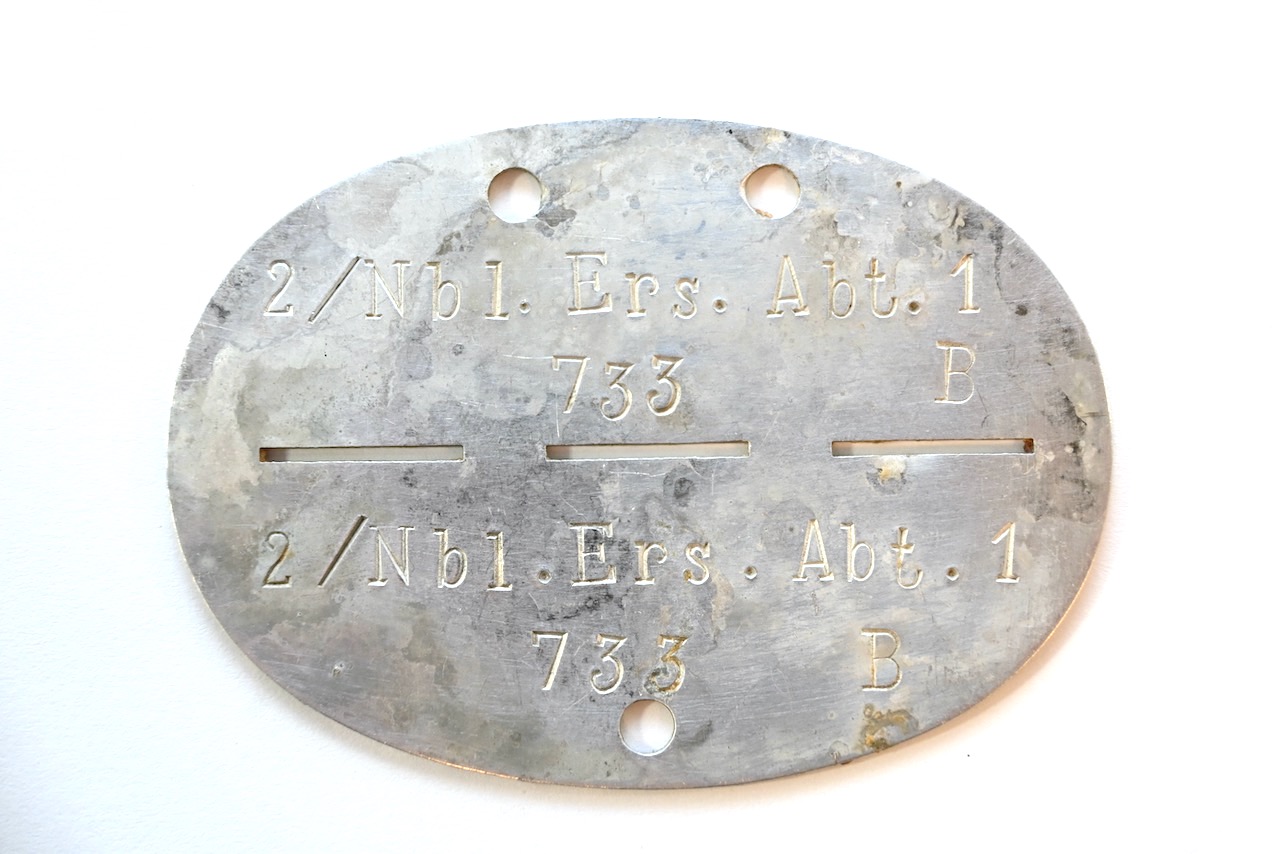 2/Nbl. Ers. Abt. 1
733 B
2/Nbl. Ers. Abt. 1
733 B